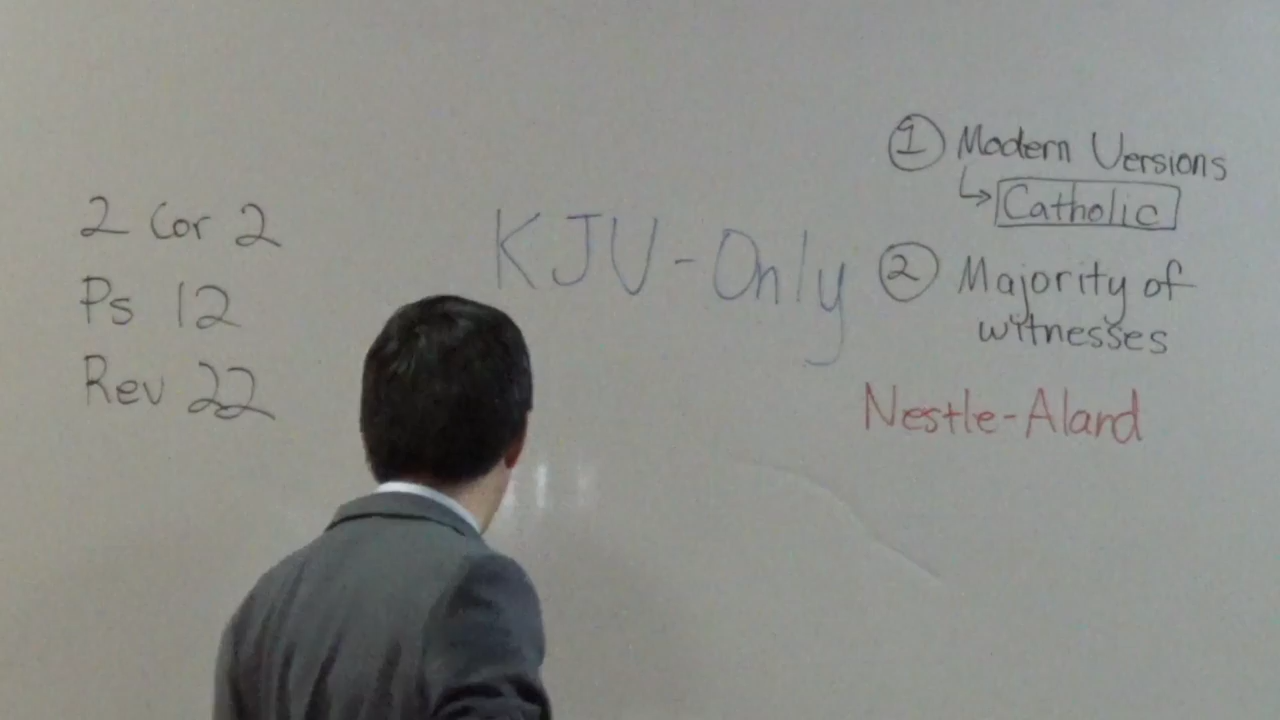 2 Cor 2
Ps 12
Rev 22
KJV-Only
1 Modern Versions
↳ Catholic
2 Majority of
witnesses
Nestle-Aland